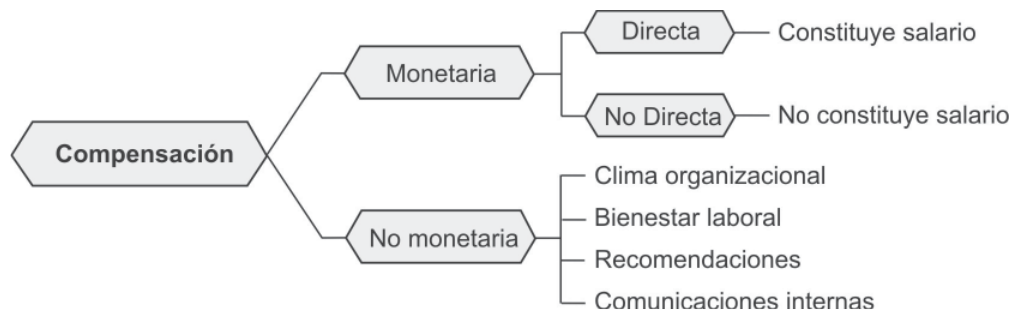 Compensación
Monetaria
Directa
Constituye salario
No Directa
No constituye salario
No monetaria
Clima organizacional
Bienestar laboral
Recomendaciones
Comunicaciones internas